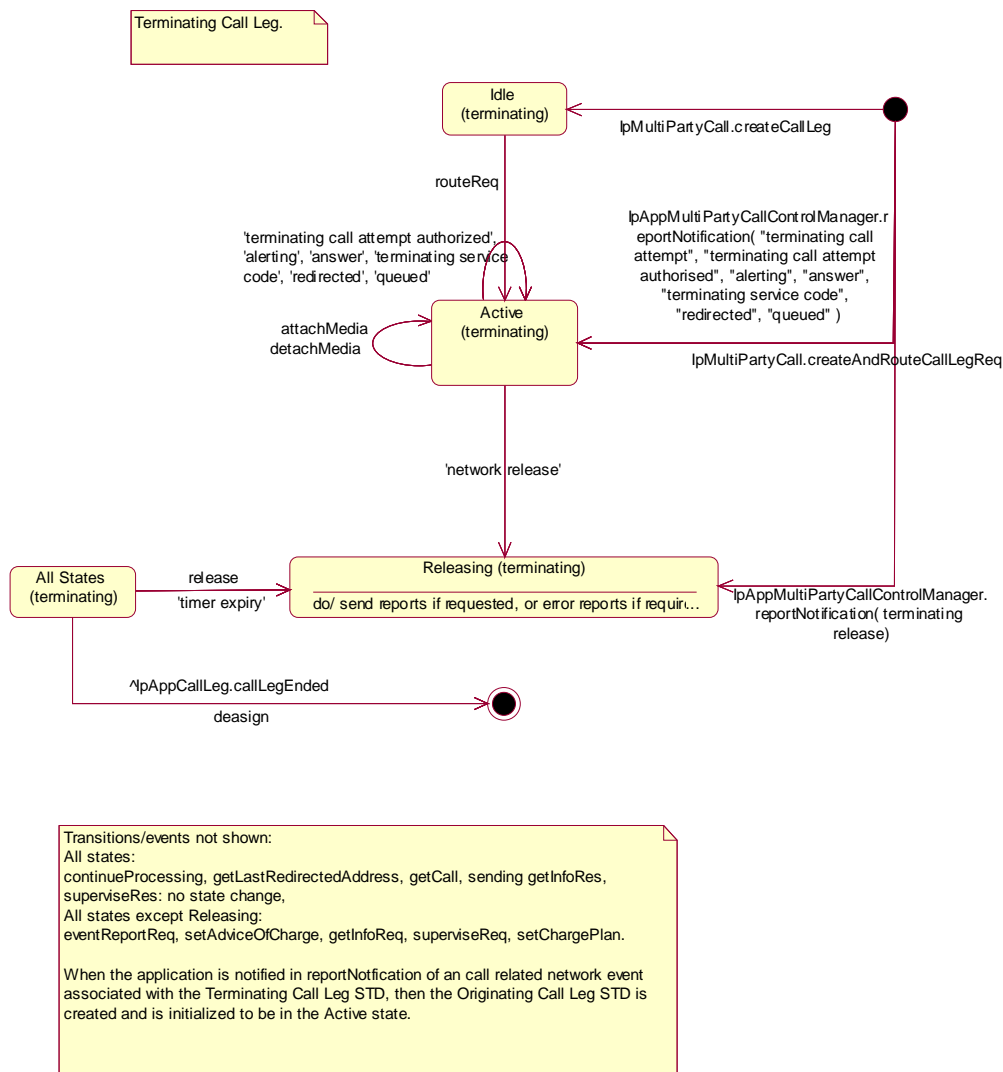 Terminating Call Leg.
Idle
(terminating)
IpMultiPartyCall.createCallLeg
routeReq
'terminating call attempt authorized',
'alerting', 'answer', 'terminating service
code', 'redirected', 'queued'
IpAppMultiPartyCallControlManager.r
eportNotification( "terminating call
attempt", "terminating call attempt
authorised", "alerting", "answer",
"terminating service code",
"redirected", "queued" )
Active
(terminating)
attachMedia
detachMedia
IpMultiPartyCall.createAndRouteCallLegReq
'network release'
All States
(terminating)
release
'timer expiry'
Releasing (terminating)
do/ send reports if requested, or error reports if requir...
IpAppMultiPartyCallControlManager.
reportNotification( terminating
release)
^IpAppCallLeg.callLegEnded
deasign
Transitions/events not shown:
All states:
continueProcessing, getLastRedirectedAddress, getCall, sending getInfoRes,
superviseRes: no state change,
All states except Releasing:
eventReportReq, setAdviceOfCharge, getInfoReq, superviseReq, setChargePlan.
When the application is notified in reportNotfication of an call related network event
associated with the Terminating Call Leg STD, then the Originating Call Leg STD is
created and is initialized to be in the Active state.